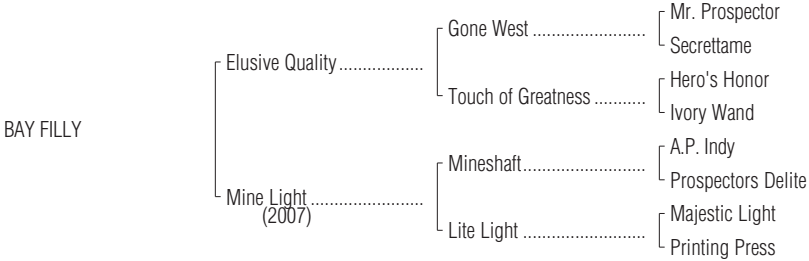 Mr. Prospector
Gone West ........................
Secrettame
Elusive Quality ..................
Hero's Honor
Touch of Greatness ...........
Ivory Wand
BAY FILLY
A.P. Indy
Mineshaft..........................
Prospectors Delite
Mine Light ........................
(2007)
Majestic Light
Lite Light ..........................
Printing Press